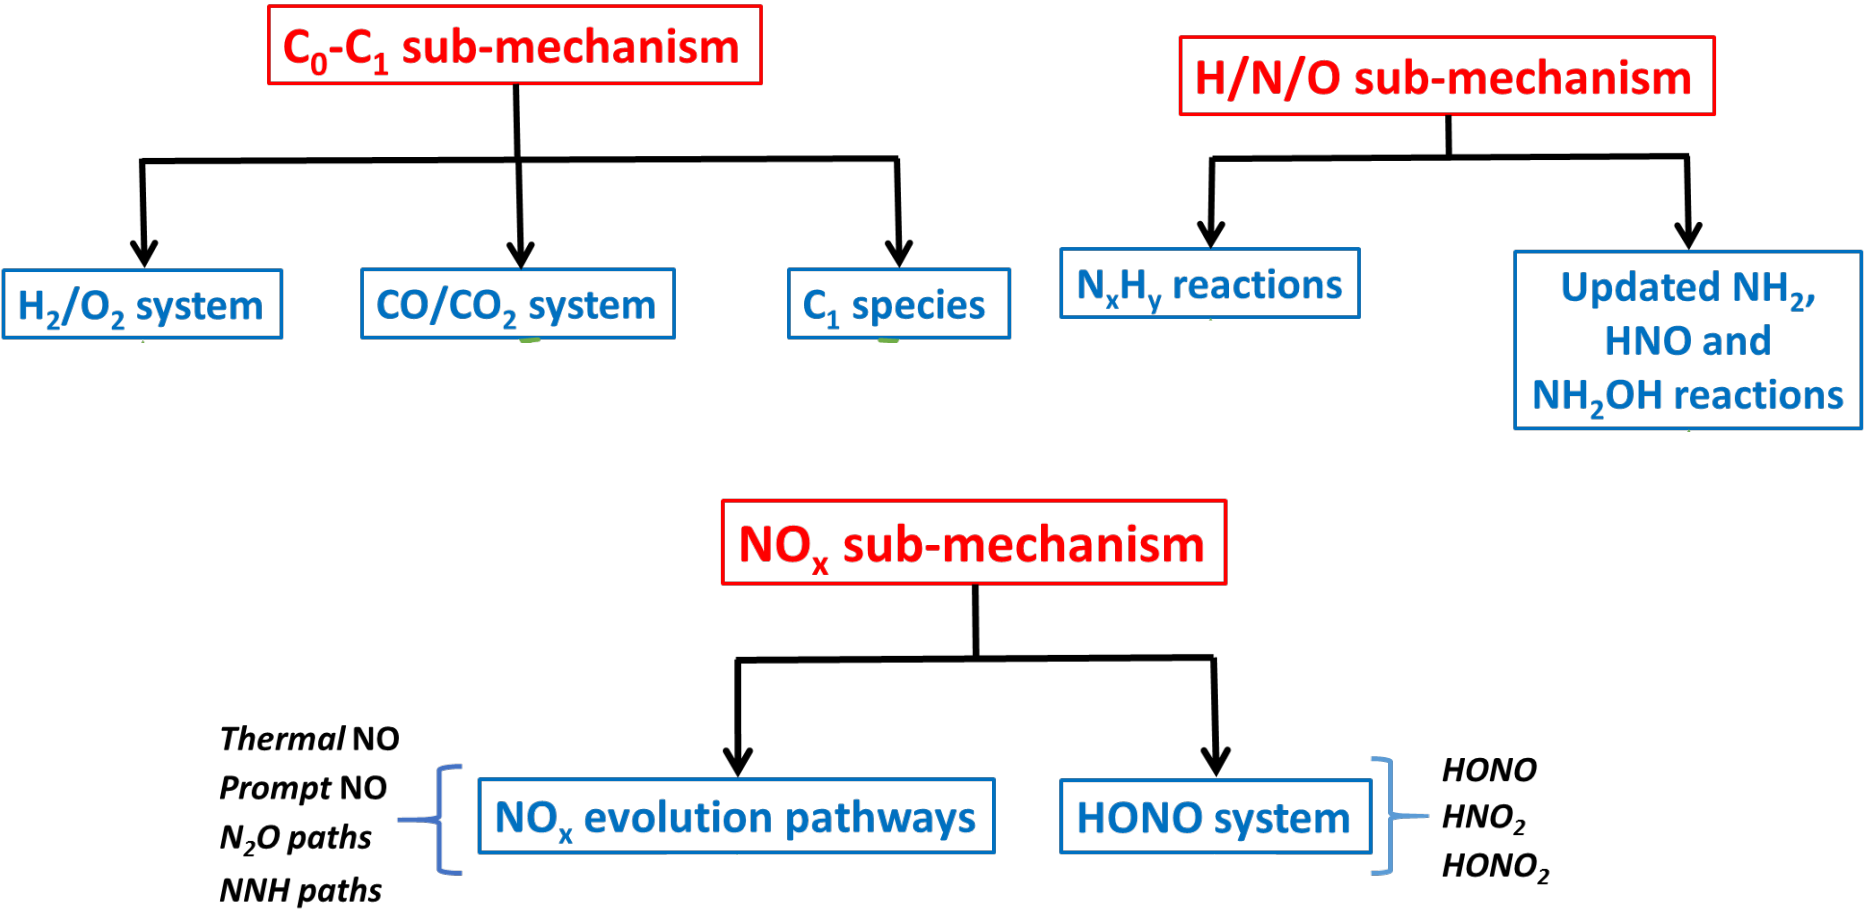 C₀-C₁ sub-mechanism
H₂/O₂ system
CO/CO₂ system
C₁ species
H/N/O sub-mechanism
NₓHᵧ reactions
Updated NH₂,
HNO and
NH₂OH reactions
NOₓ sub-mechanism
Thermal NO
Prompt NO
N₂O paths
NNH paths
NOₓ evolution pathways
HONO system
HONO
HNO₂
HONO₂